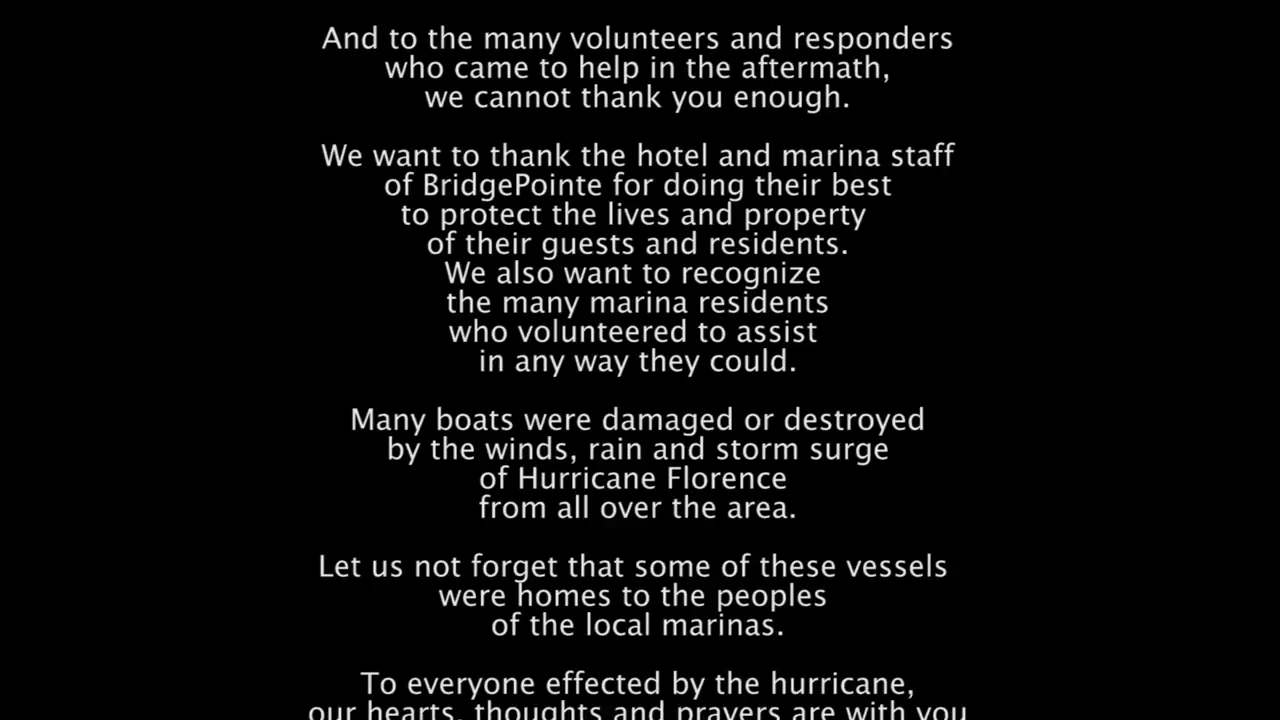 And to the many volunteers and responders
who came to help in the aftermath,
we cannot thank you enough.
We want to thank the hotel and marina staff
of BridgePointe for doing their best
to protect the lives and property
of their guests and residents.
We also want to recognize
the many marina residents
who volunteered to assist
in any way they could.
Many boats were damaged or destroyed
by the winds, rain and storm surge
of Hurricane Florence
from all over the area.
Let us not forget that some of these vessels
were homes to the peoples
of the local marinas.
To everyone effected by the hurricane,
our hearts, thoughts and prayers are with you